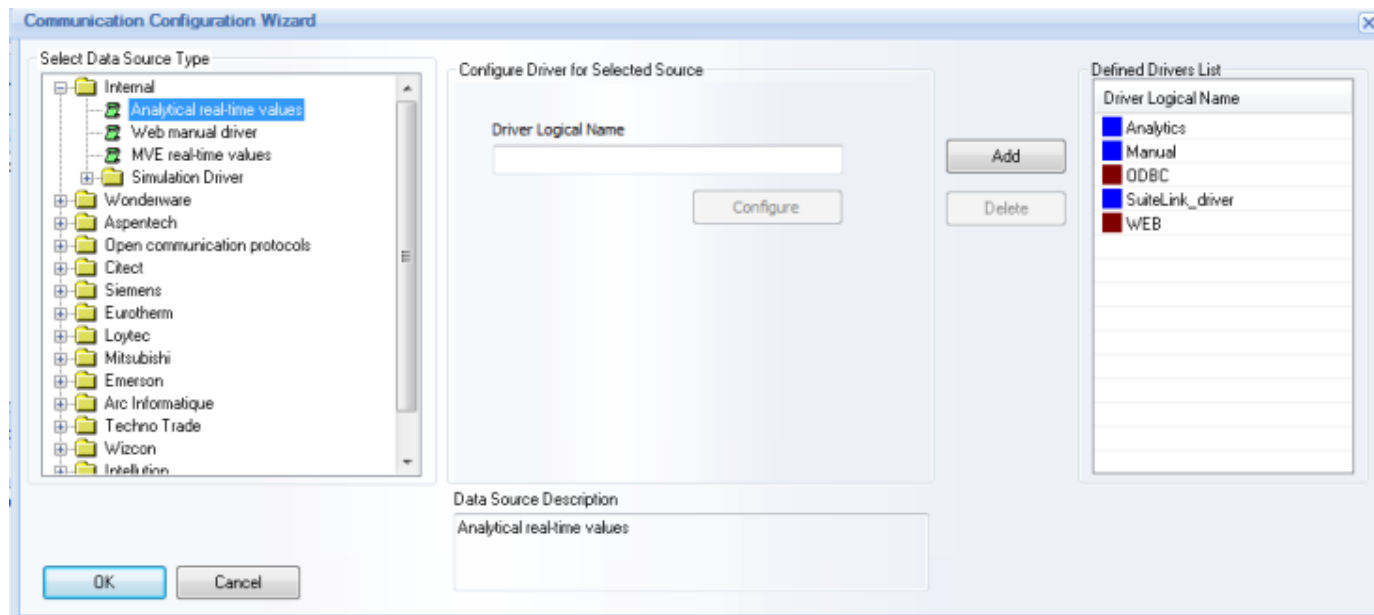 Communication Configuration Wizard
Select Data Source Type
Internal
Analytical real-time values
Web manual driver
MVE real-time values
Simulation Driver
Wonderware
Aspentech
Open communication protocols
Citect
Siemens
Eurotherm
Loytec
Mitsubishi
Emerson
Arc Informatique
Techno Trade
Wizcon
Intellution
OK
Cancel
Configure Driver for Selected Source
Driver Logical Name
Configure
Data Source Description
Analytical real-time values
Add
Delete
Defined Drivers List
Driver Logical Name
Analytics
Manual
ODBC
SuiteLink_driver
WEB